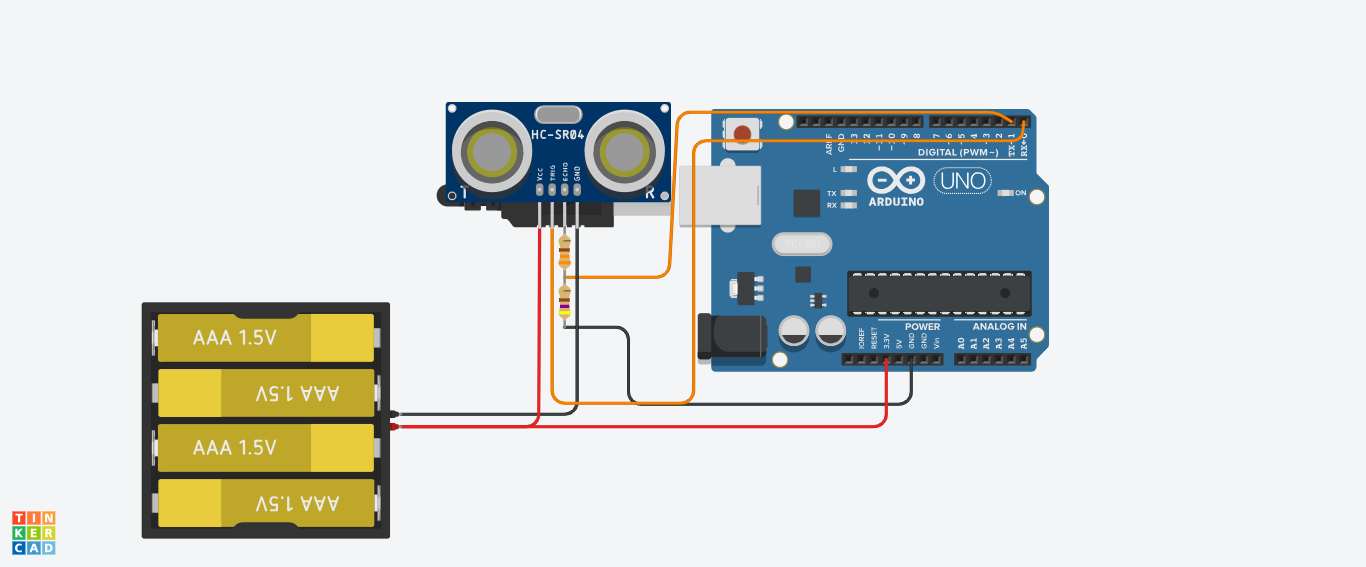 HC-SR04
VCC
TRIG
ECHO
GND
T
R
AREF
GND
13
12
~11
~10
~9
8
7
~6
~5
4
~3
2
TX→1
RX←0
DIGITAL (PWM~)
L
TX
RX
ARDUINO
UNO
ON
POWER
ANALOG IN
IOREF
RESET
3.3V
5V
GND
GND
Vin
A0
A1
A2
A3
A4
A5
AAA 1.5V
AAA 1.5V
AAA 1.5V
AAA 1.5V
TIN
KER
CAD